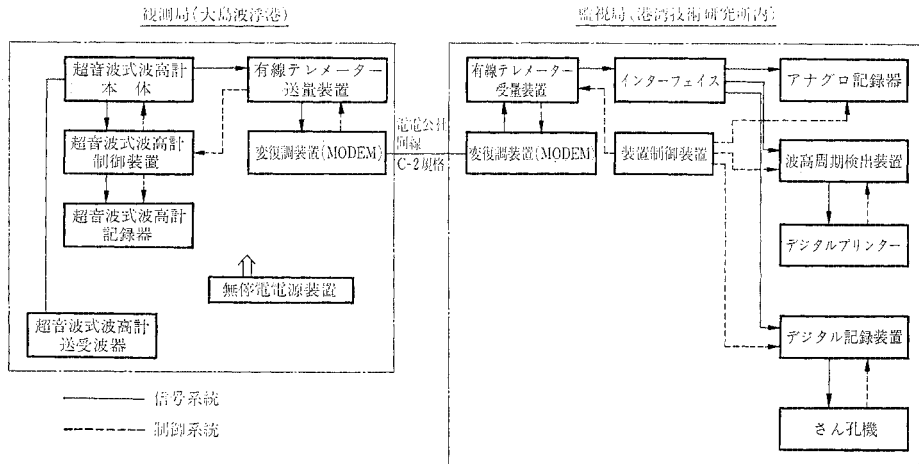 観測局(大島波浮港)
監視局、港湾技術研究所内)
超音波式波高計
本体
有線テレメーター
送量装置
超音波式波高計
制御装置
変復調装置(MODEM)
超音波式波高計
記録器
無停電電源装置
超音波式波高計
送受波器
電電公社
回線
C-2規格
有線テレメーター
受量装置
インターフェイス
アナグロ記録器
変復調装置(MODEM)
装置制御装置
波高周期検出装置
デジタルプリンター
デジタル記録装置
さん孔機
信号系統
制御系統